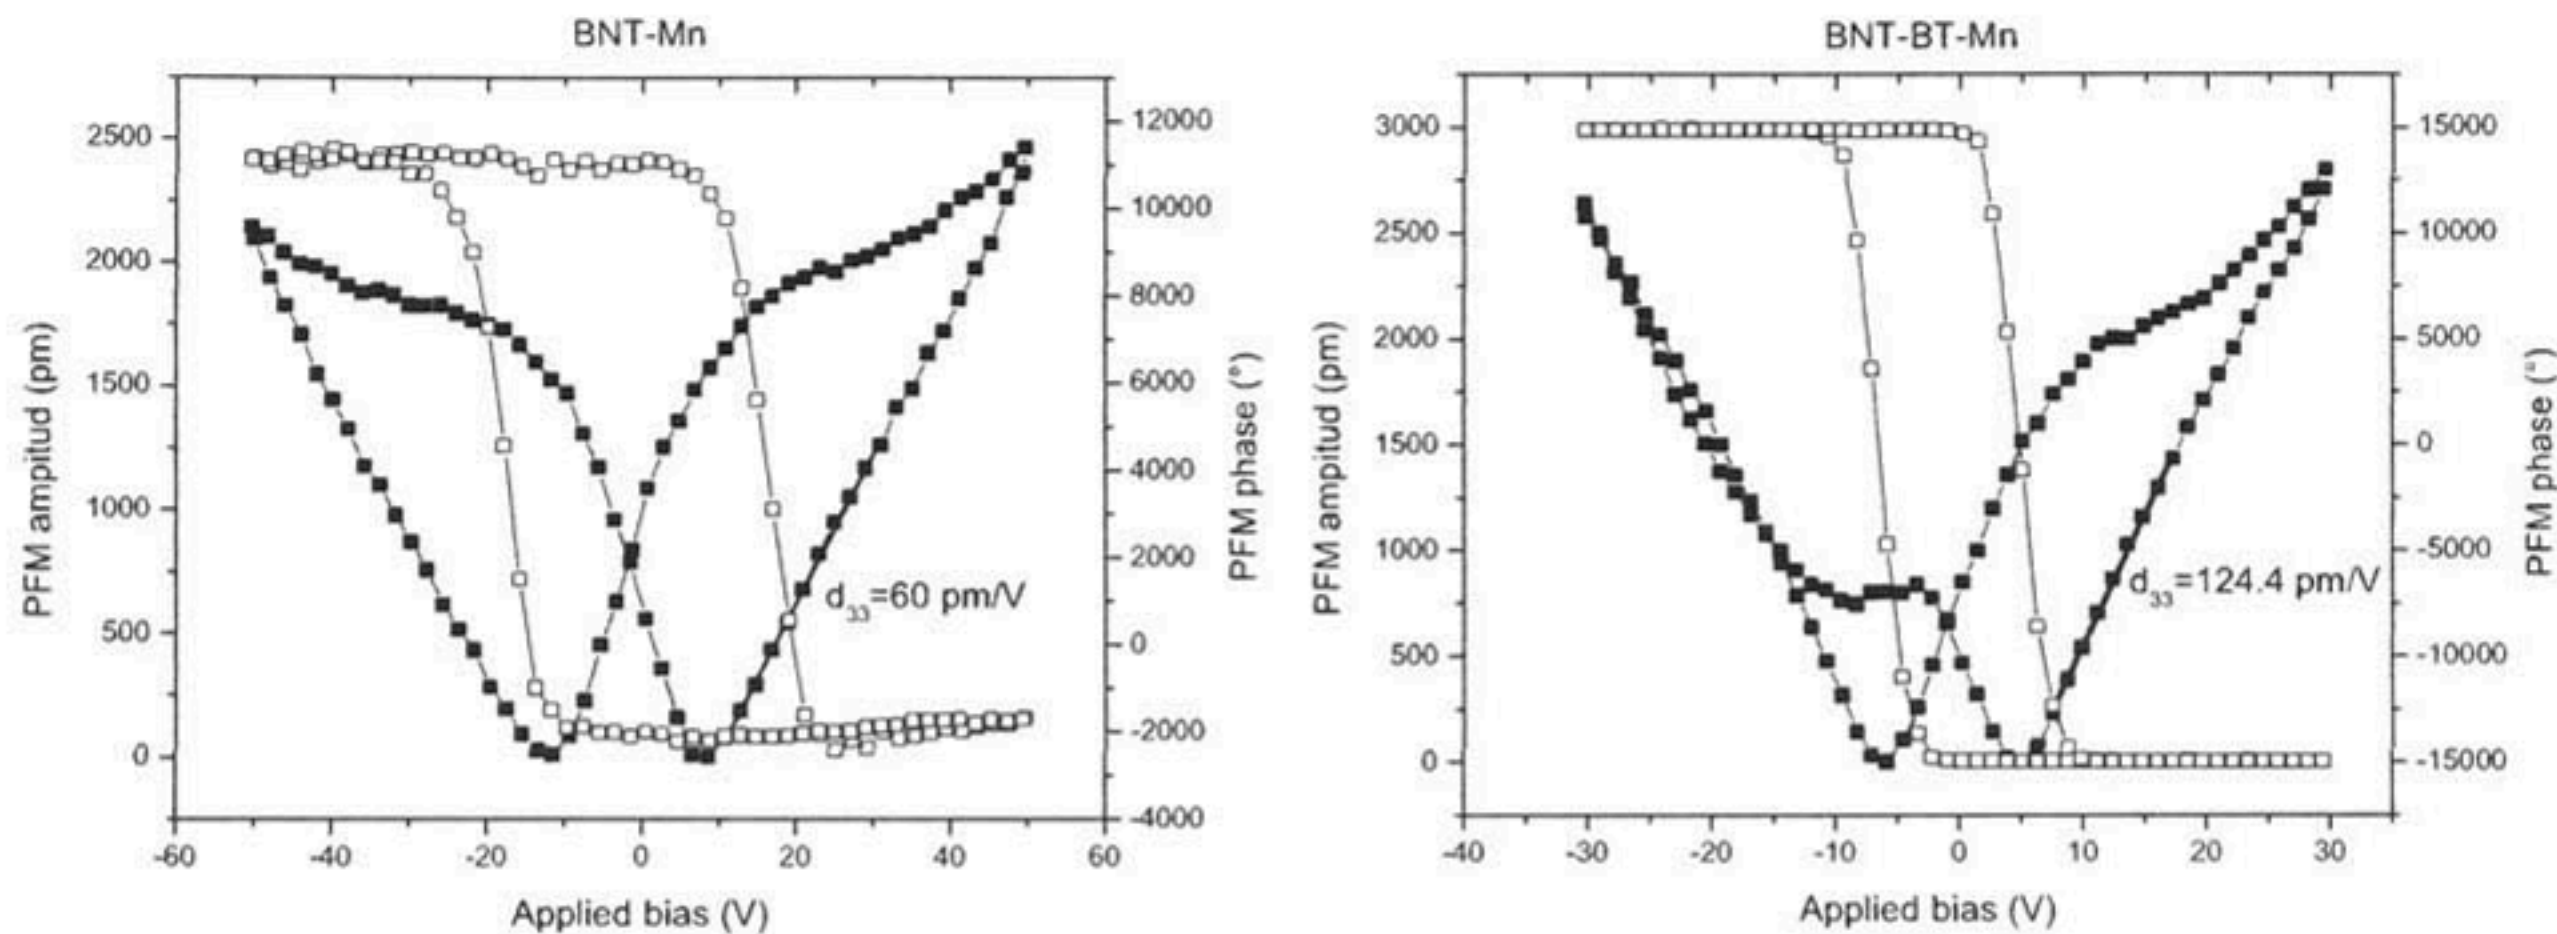 BNT-Mn
2500
2000
1500
1000
500
0
PFM ampitud (pm)
12000
10000
8000
6000
4000
2000
0
-2000
-4000
PFM phase (°)
d33=60 pm/V
-60 -40 -20 0 20 40 60
Applied bias (V)
BNT-BT-Mn
3000
2500
2000
1500
1000
500
0
PFM ampitud (pm)
15000
10000
5000
0
-5000
-10000
-15000
PFM phase (°)
d33=124.4 pm/V
-40 -30 -20 -10 0 10 20 30
Applied bias (V)